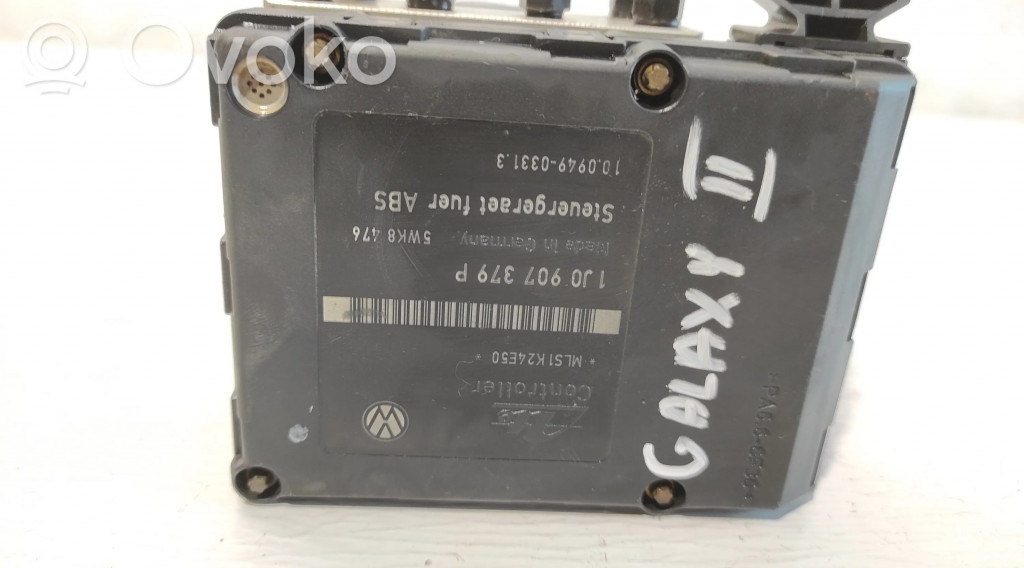 ovoko
Ate
Controller
* MLS1K24E50 *
1J0 907 379 P
Made in Germany, 5WK8 476
Steuergeraet fuer ABS
10.0949-0331.3
GALAXY II